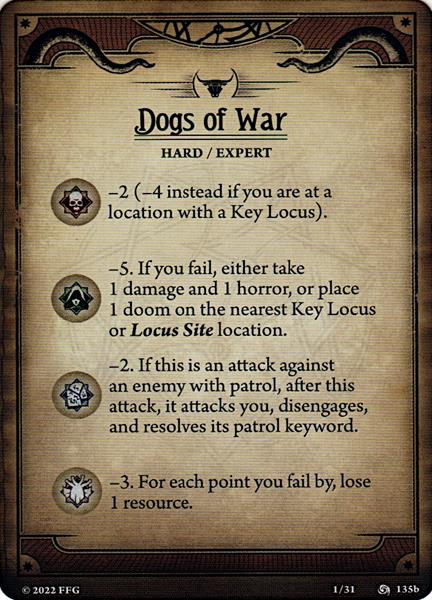 Dogs of War
HARD / EXPERT
–2 (–4 instead if you are at a
location with a Key Locus).
–5. If you fail, either take
1 damage and 1 horror, or place
1 doom on the nearest Key Locus
or Locus Site location.
–2. If this is an attack against
an enemy with patrol, after this
attack, it attacks you, disengages,
and resolves its patrol keyword.
–3. For each point you fail by, lose
1 resource.
© 2022 FFG 1/31 135b